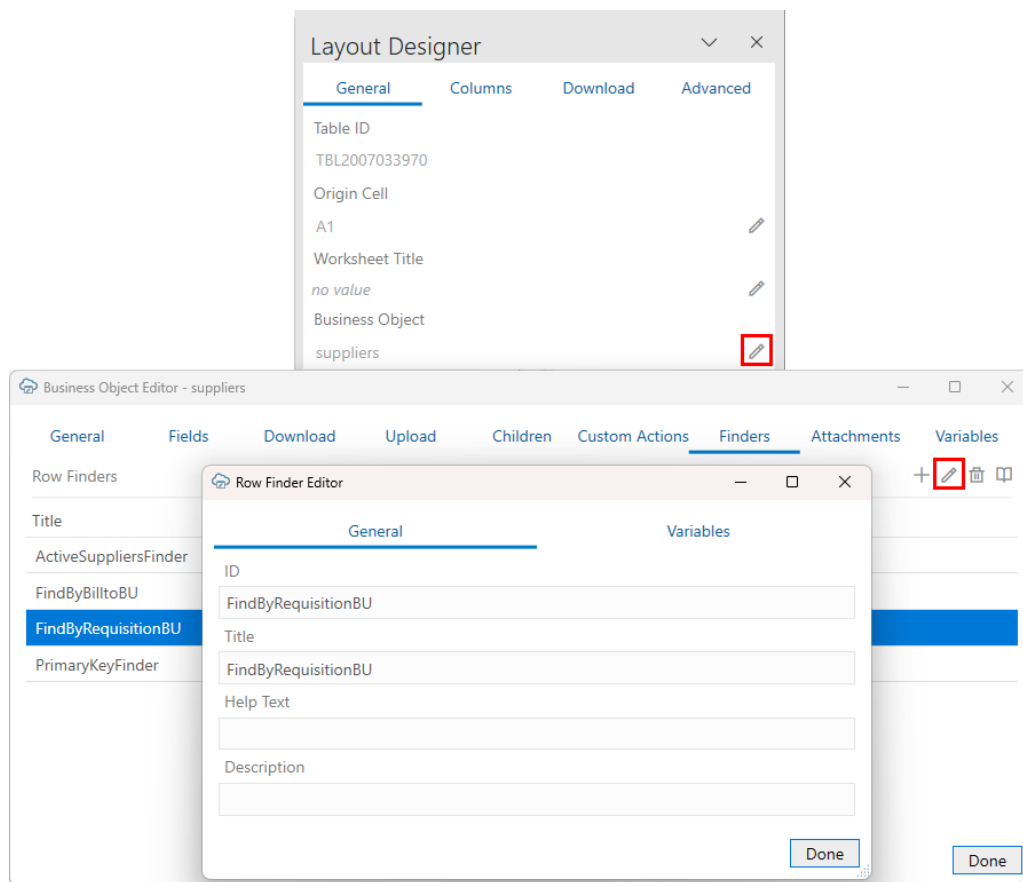 Layout Designer
General Columns Download Advanced
Table ID
TBL2007033970
Origin Cell
A1
Worksheet Title
no value
Business Object
suppliers
Business Object Editor - suppliers
General Fields Download Upload Children Custom Actions Finders Attachments Variables
Row Finders
Title
ActiveSuppliersFinder
FindByBilltoBU
FindByRequisitionBU
PrimaryKeyFinder
Row Finder Editor
General Variables
ID
FindByRequisitionBU
Title
FindByRequisitionBU
Help Text
Description
Done
Done